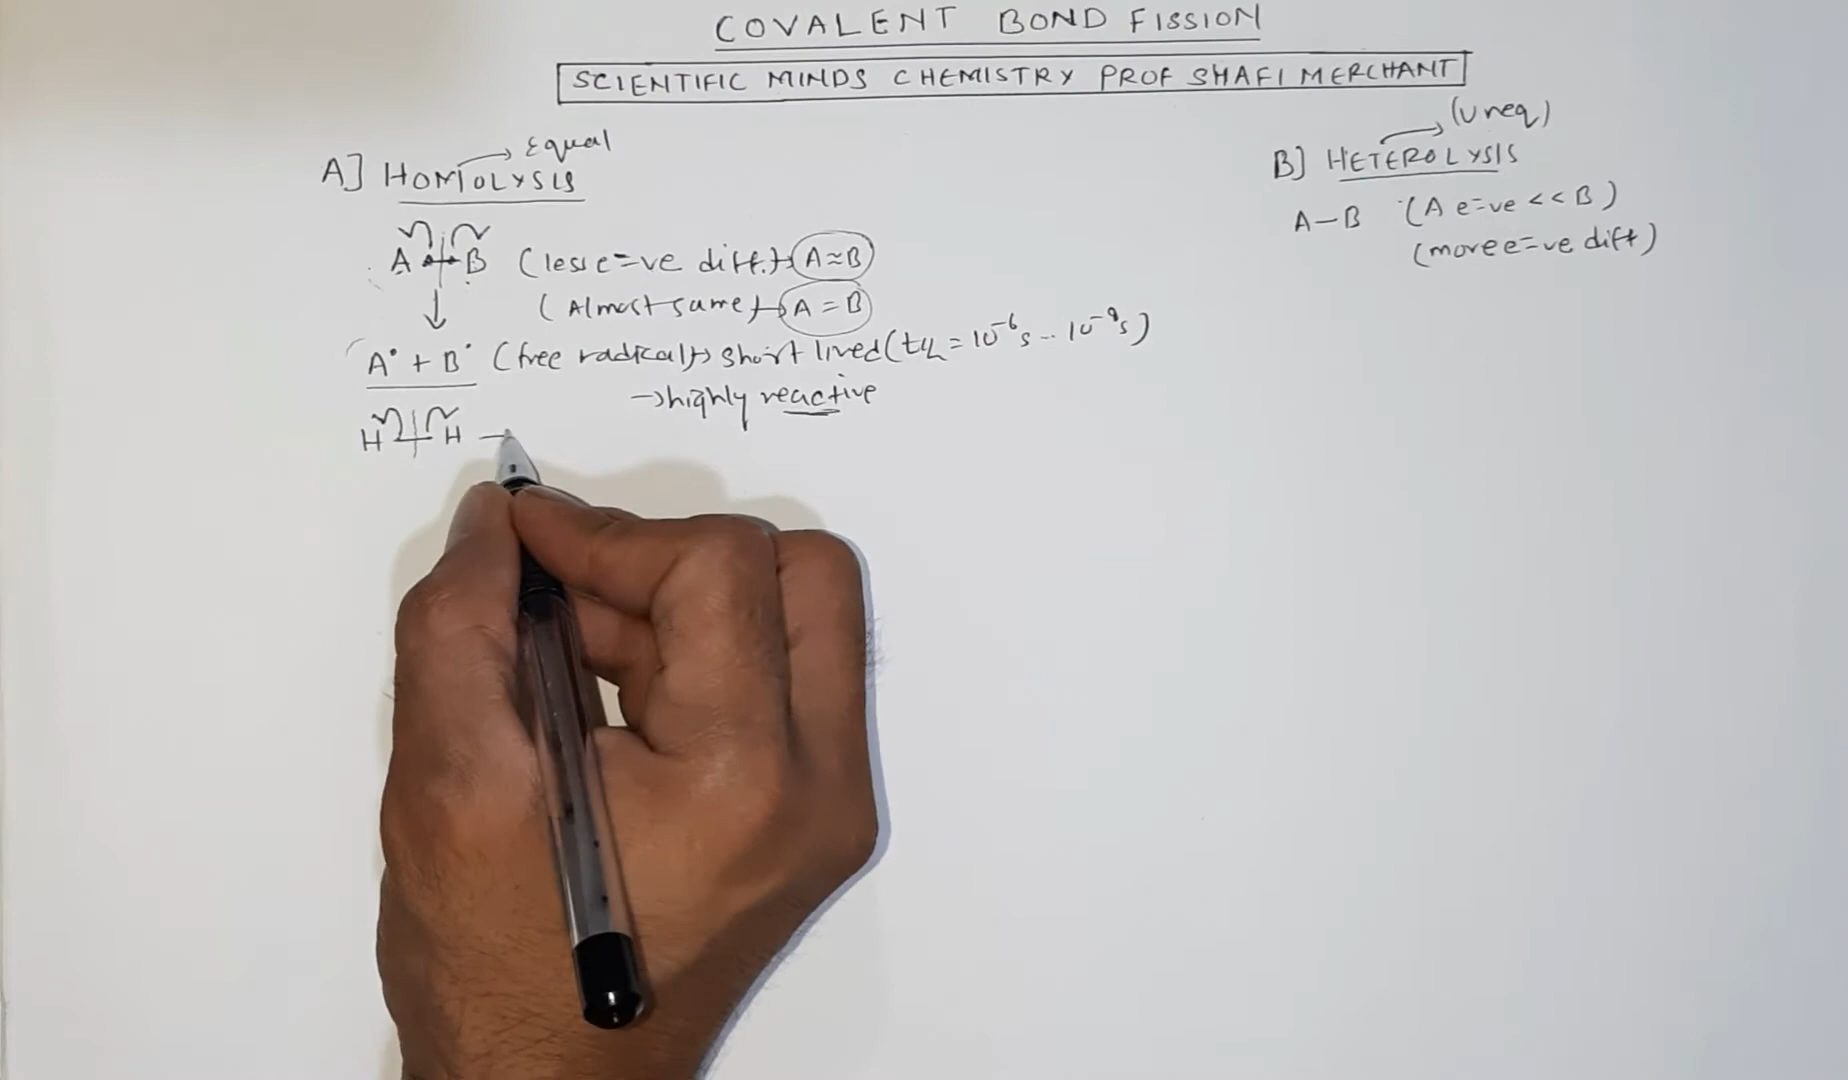 COVALENT BOND FISSION
SCIENTIFIC MINDS CHEMISTRY PROF SHAFI MERCHANT
A] HOMOLYSIS → Equal
A–B (less e=ve diff.→ A≈B
(Almost same → A=B
↓
A• + B• (free radical)→ short lived (t½ = 10⁻⁶s .. 10⁻⁹s)
→ highly reactive
H–H →
B] HETEROLYSIS → (Uneq)
A–B (A e=ve << B)
(more e=ve diff)